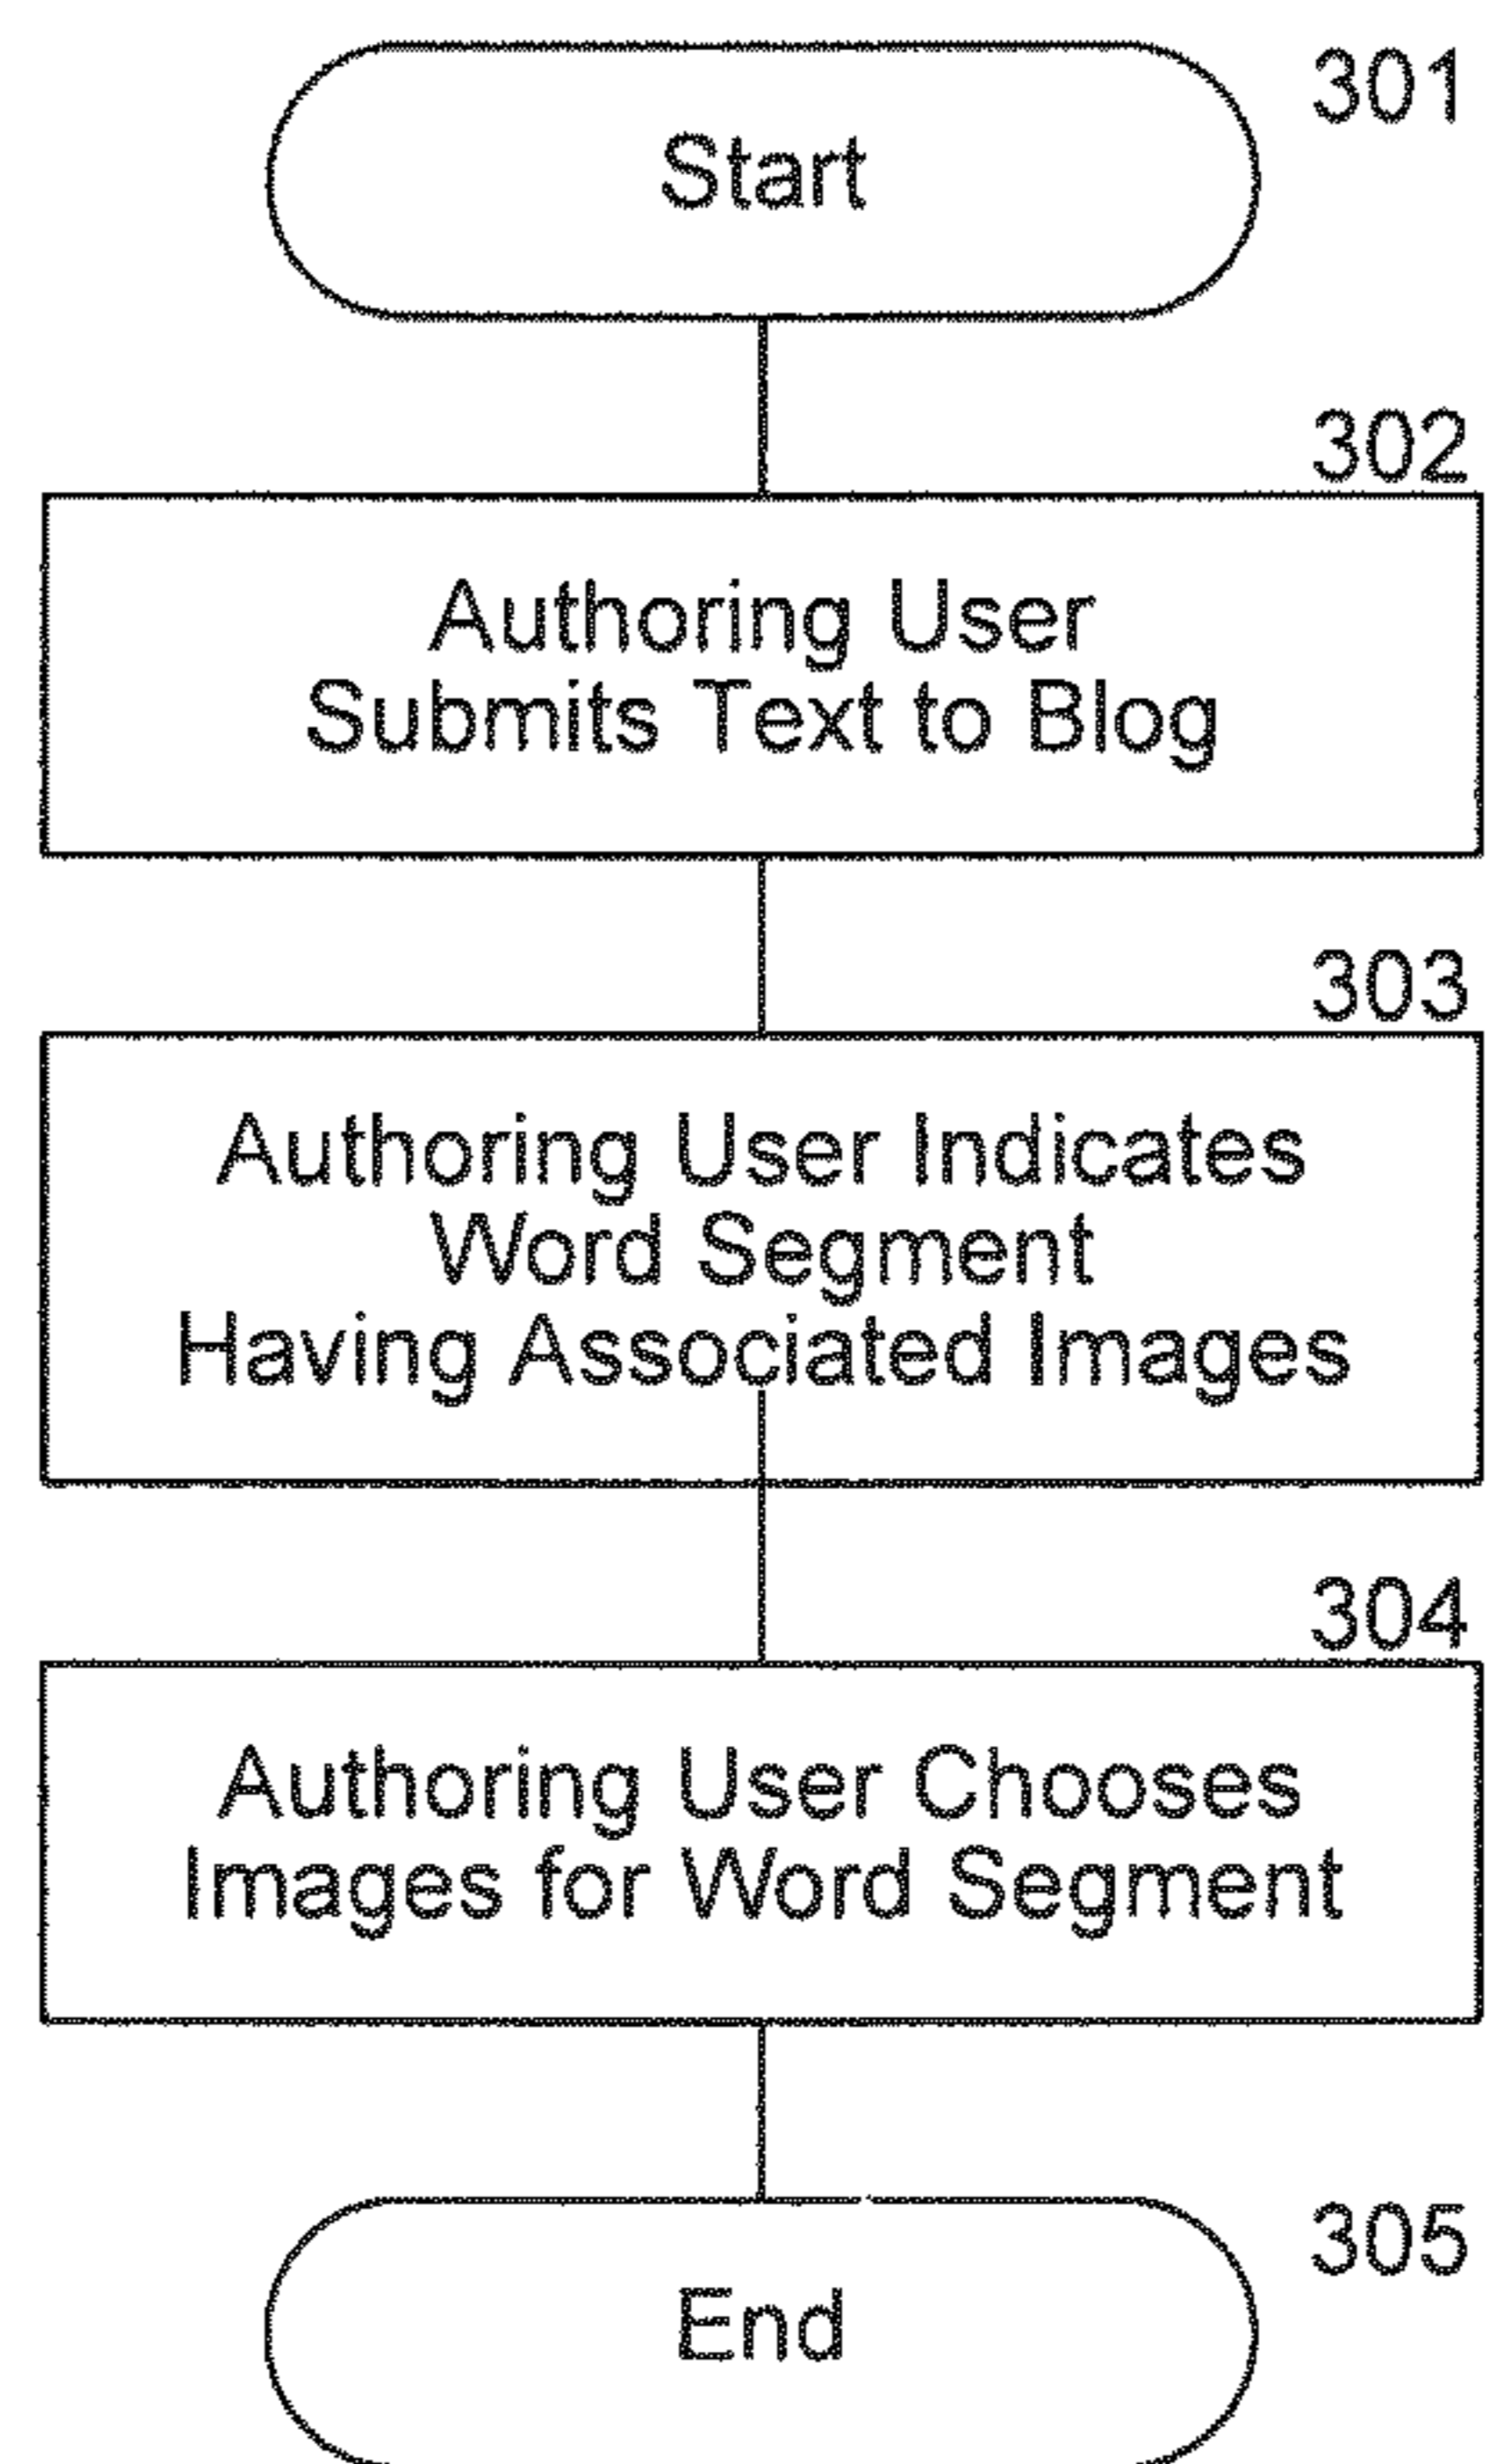 301
Start
302
Authoring User
Submits Text to Blog
303
Authoring User Indicates
Word Segment
Having Associated Images
304
Authoring User Chooses
Images for Word Segment
305
End